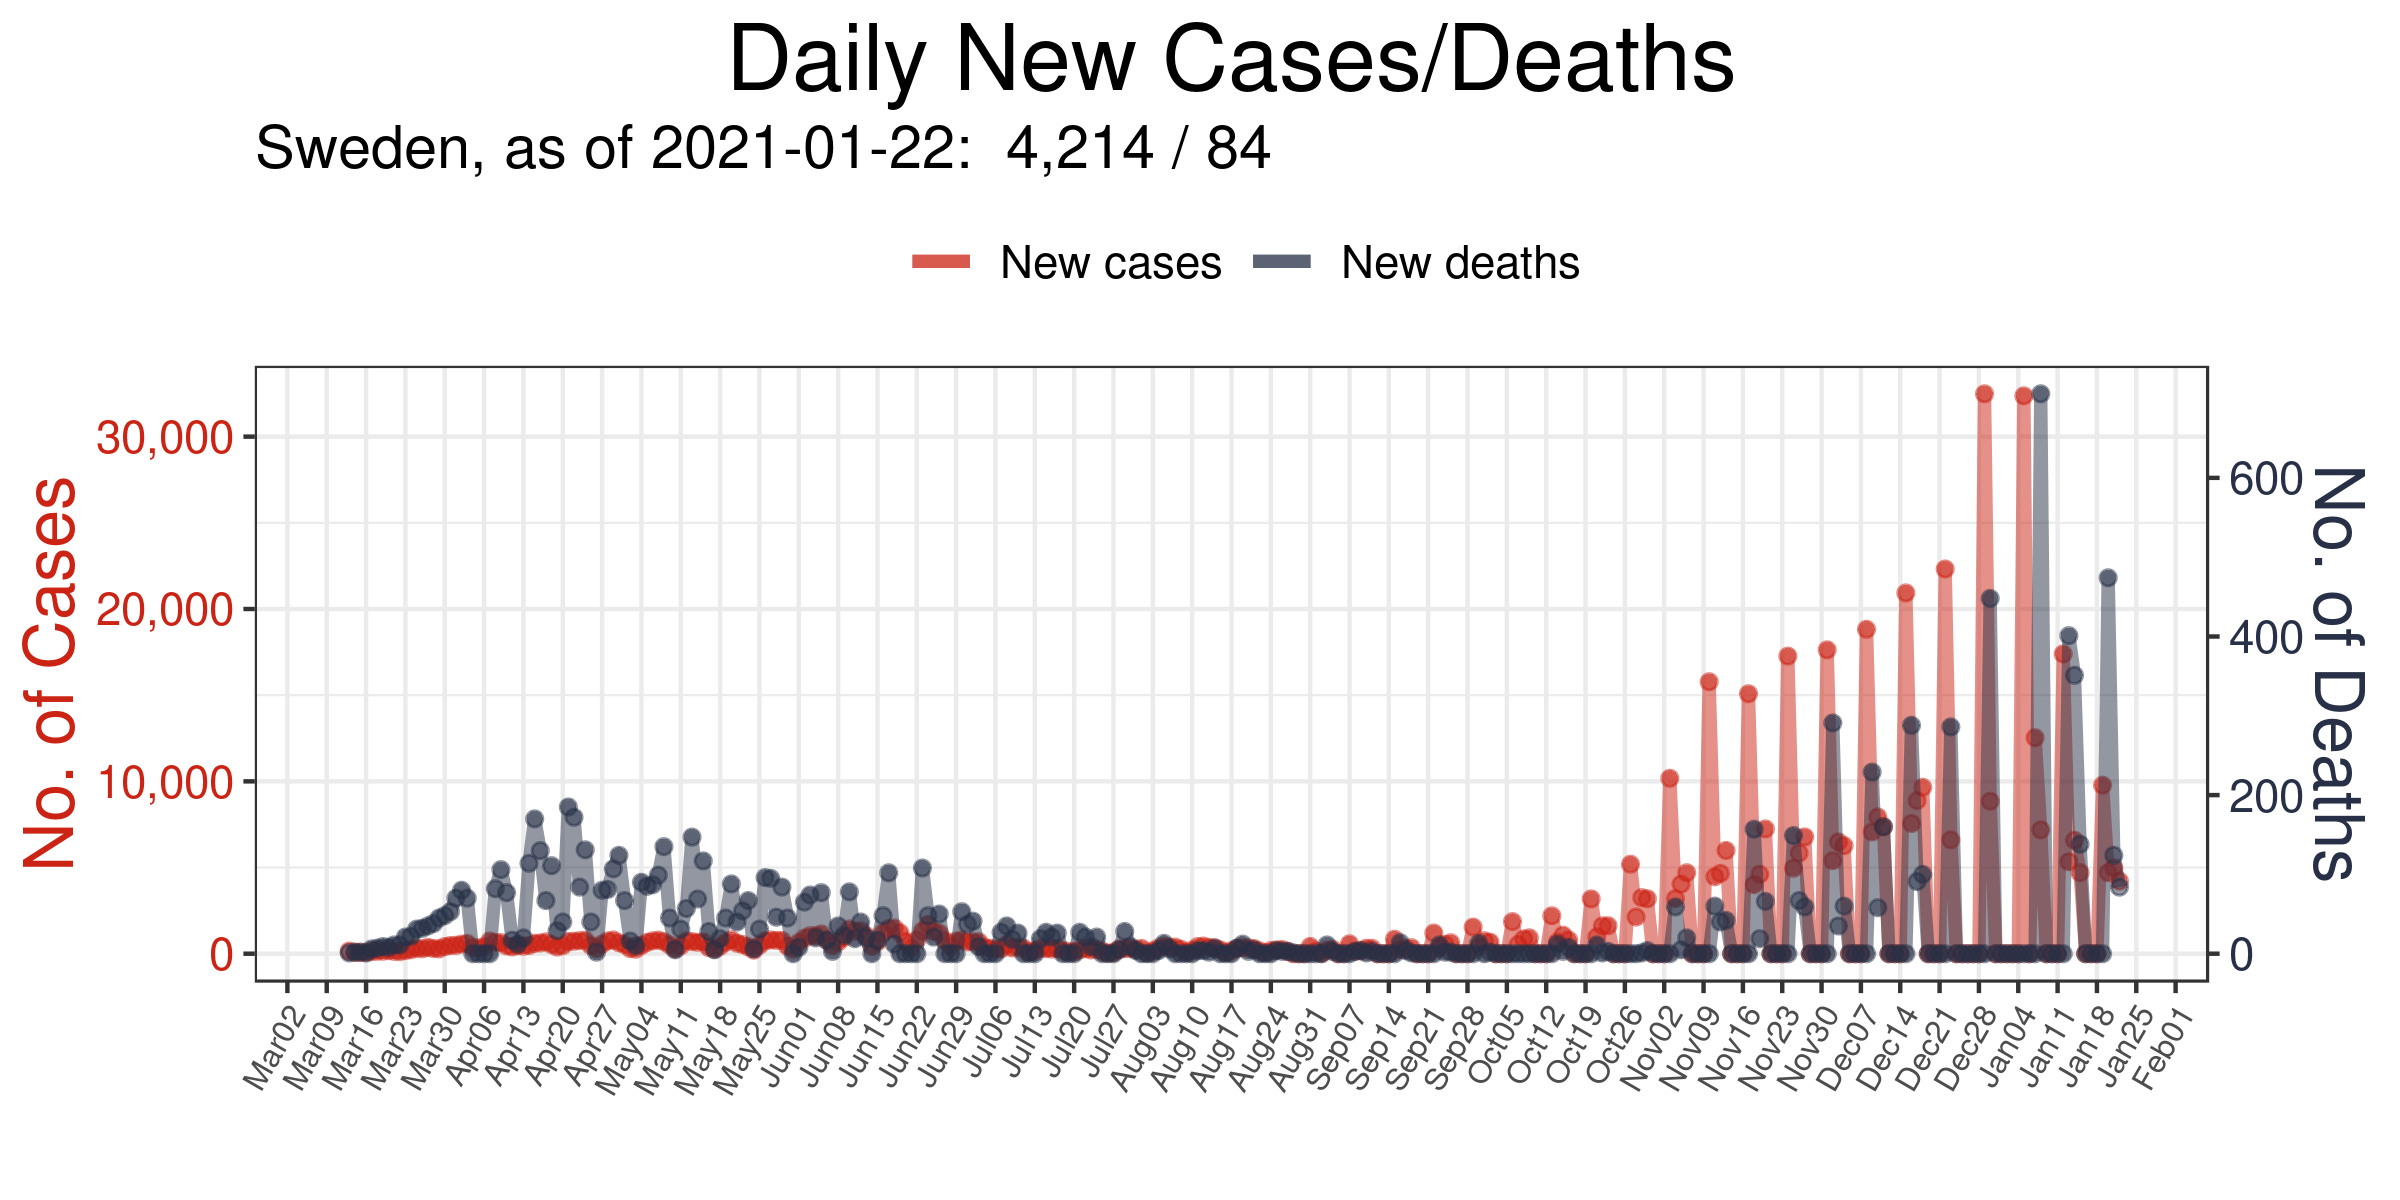 Daily New Cases/Deaths
Sweden, as of 2021-01-22:  4,214 / 84
New cases New deaths
No. of Cases
30,000
20,000
10,000
0
600
400
200
0
No. of Deaths
Mar02 Mar09 Mar16 Mar23 Mar30 Apr06 Apr13 Apr20 Apr27 May04 May11 May18 May25 Jun01 Jun08 Jun15 Jun22 Jun29 Jul06 Jul13 Jul20 Jul27 Aug03 Aug10 Aug17 Aug24 Aug31 Sep07 Sep14 Sep21 Sep28 Oct05 Oct12 Oct19 Oct26 Nov02 Nov09 Nov16 Nov23 Nov30 Dec07 Dec14 Dec21 Dec28 Jan04 Jan11 Jan18 Jan25 Feb01